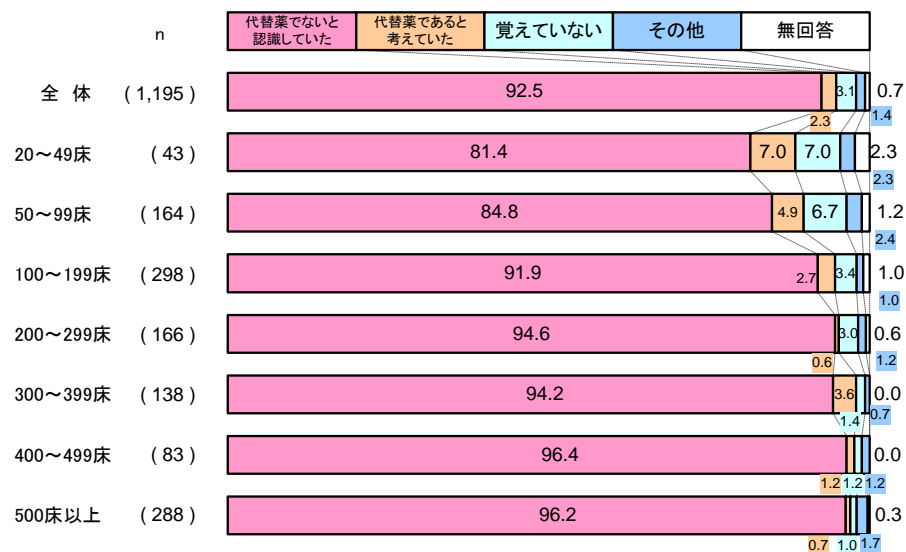 n
代替薬でないと
認識していた
代替薬であると
考えていた
覚えていない
その他
無回答
全 体 (1,195) 92.5 2.3 3.1 1.4 0.7
20～49床 (43) 81.4 7.0 7.0 2.3 2.3
50～99床 (164) 84.8 4.9 6.7 2.4 1.2
100～199床 (298) 91.9 2.7 3.4 1.0 1.0
200～299床 (166) 94.6 0.6 3.0 1.2 0.6
300～399床 (138) 94.2 3.6 1.4 0.7 0.0
400～499床 (83) 96.4 1.2 1.2 1.2 0.0
500床以上 (288) 96.2 0.7 1.0 1.7 0.3